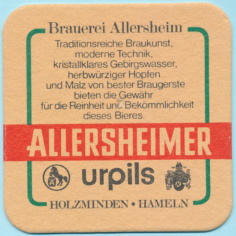 Brauerei Allersheim
Traditionsreiche Braukunst,
moderne Technik,
kristallklares Gebirgswasser,
herbwürziger Hopfen
und Malz von bester Braugerste
bieten die Gewähr
für die Reinheit und Bekömmlichkeit
dieses Bieres.
ALLERSHEIMER
urpils
HOLZMINDEN • HAMELN